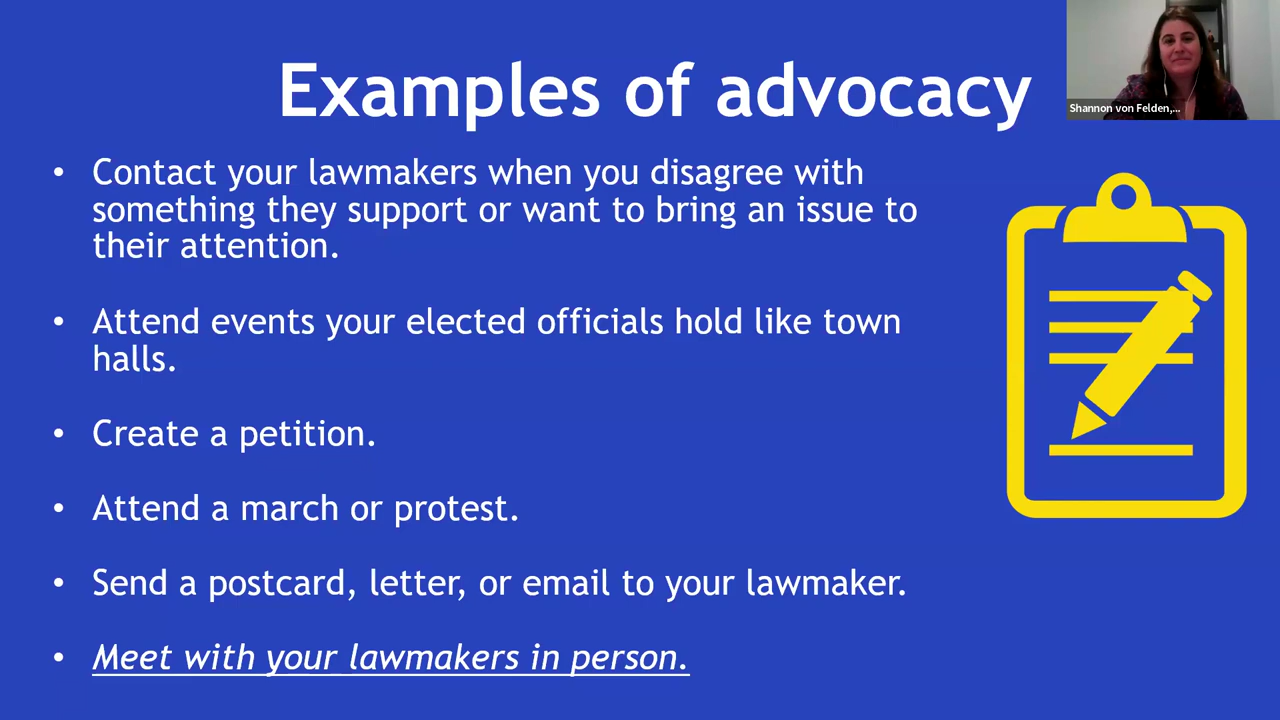 Examples of advocacy
Shannon von Felden,...
• Contact your lawmakers when you disagree with
something they support or want to bring an issue to
their attention.
• Attend events your elected officials hold like town
halls.
• Create a petition.
• Attend a march or protest.
• Send a postcard, letter, or email to your lawmaker.
• Meet with your lawmakers in person.